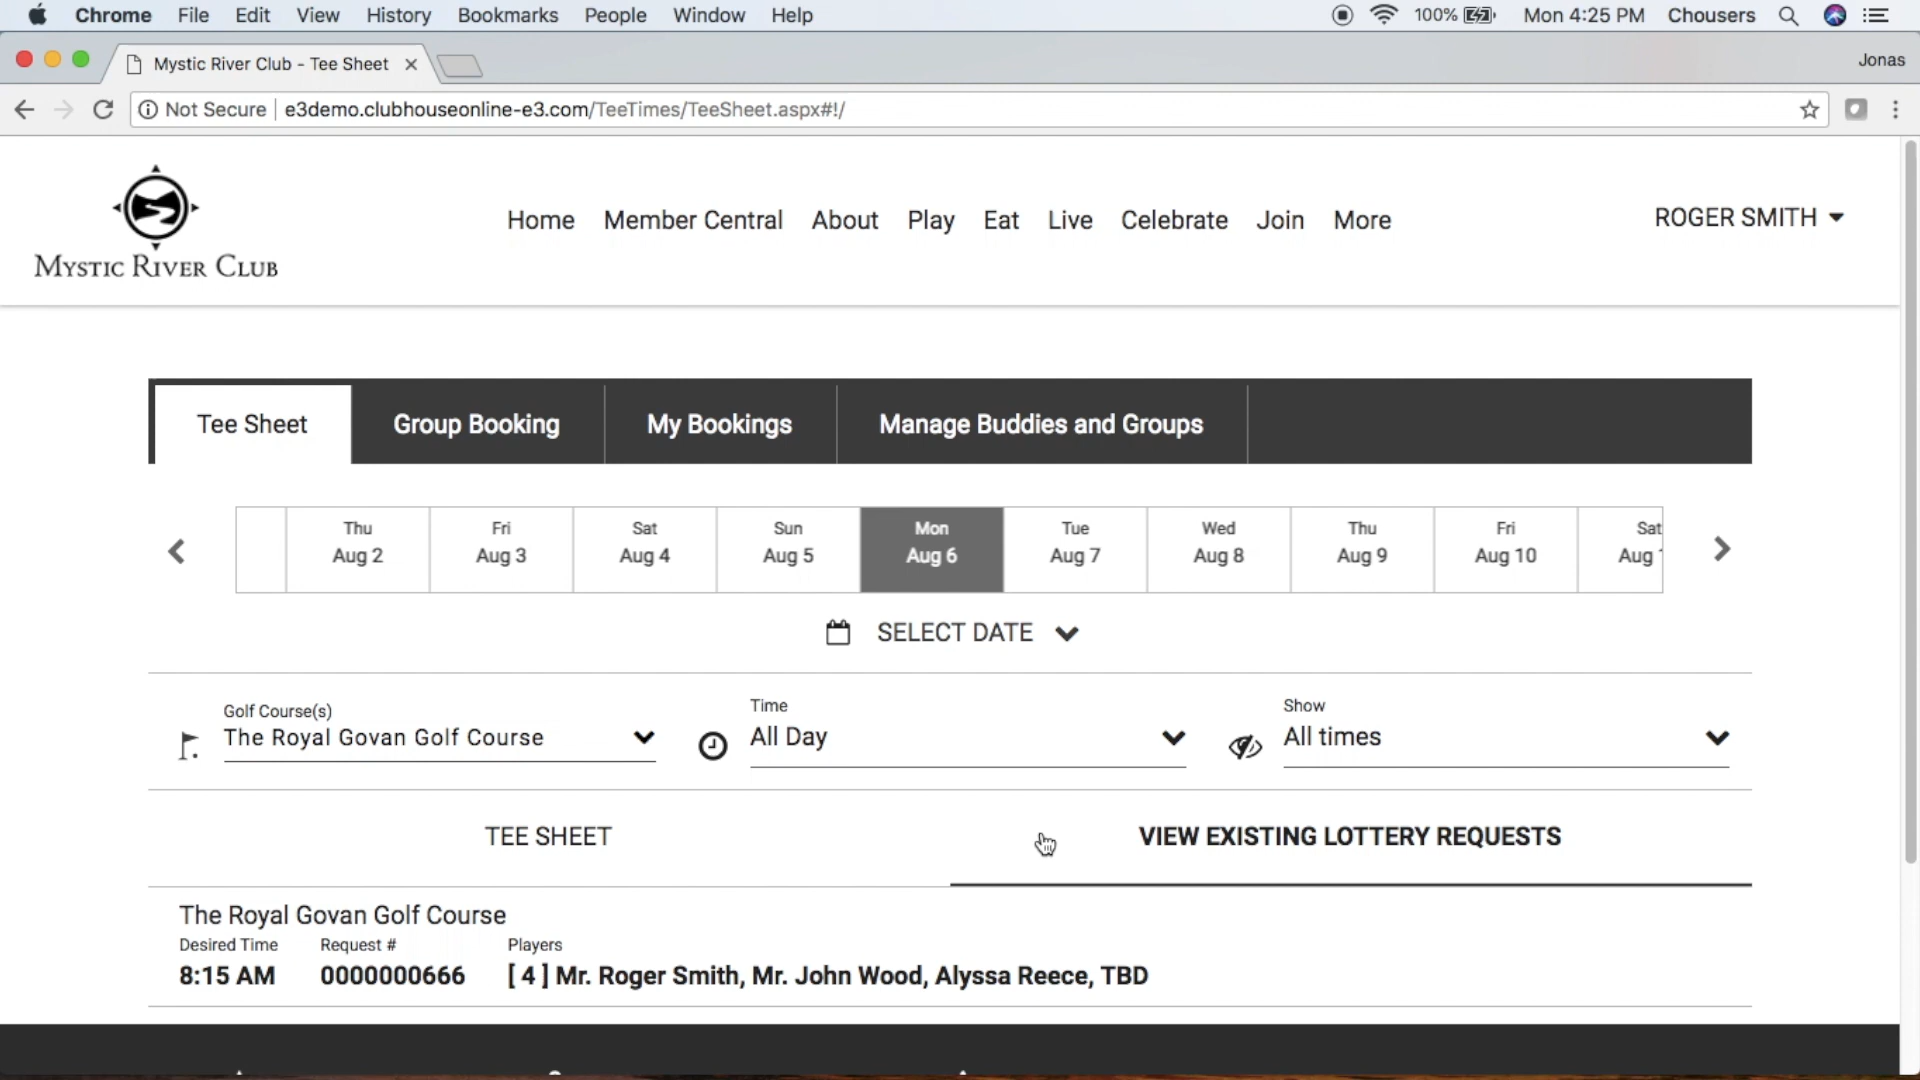 Chrome File Edit View History Bookmarks People Window Help 100% Mon 4:25 PM Chousers
Mystic River Club - Tee Sheet Jonas
Not Secure e3demo.clubhouseonline-e3.com/TeeTimes/TeeSheet.aspx#!/
MYSTIC RIVER CLUB
Home Member Central About Play Eat Live Celebrate Join More
ROGER SMITH
Tee Sheet Group Booking My Bookings Manage Buddies and Groups
Thu Fri Sat Sun Mon Tue Wed Thu Fri Sat
Aug 2 Aug 3 Aug 4 Aug 5 Aug 6 Aug 7 Aug 8 Aug 9 Aug 10 Aug
SELECT DATE
Golf Course(s) Time Show
The Royal Govan Golf Course All Day All times
TEE SHEET VIEW EXISTING LOTTERY REQUESTS
The Royal Govan Golf Course
Desired Time Request # Players
8:15 AM 0000000666 [ 4 ] Mr. Roger Smith, Mr. John Wood, Alyssa Reece, TBD